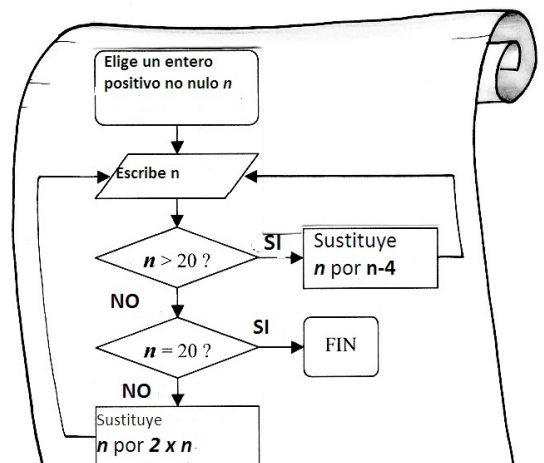 Elige un entero
positivo no nulo n
Escribe n
n > 20 ?
SI
Sustituye
n por n-4
NO
n = 20 ?
SI
FIN
NO
Sustituye
n por 2 x n